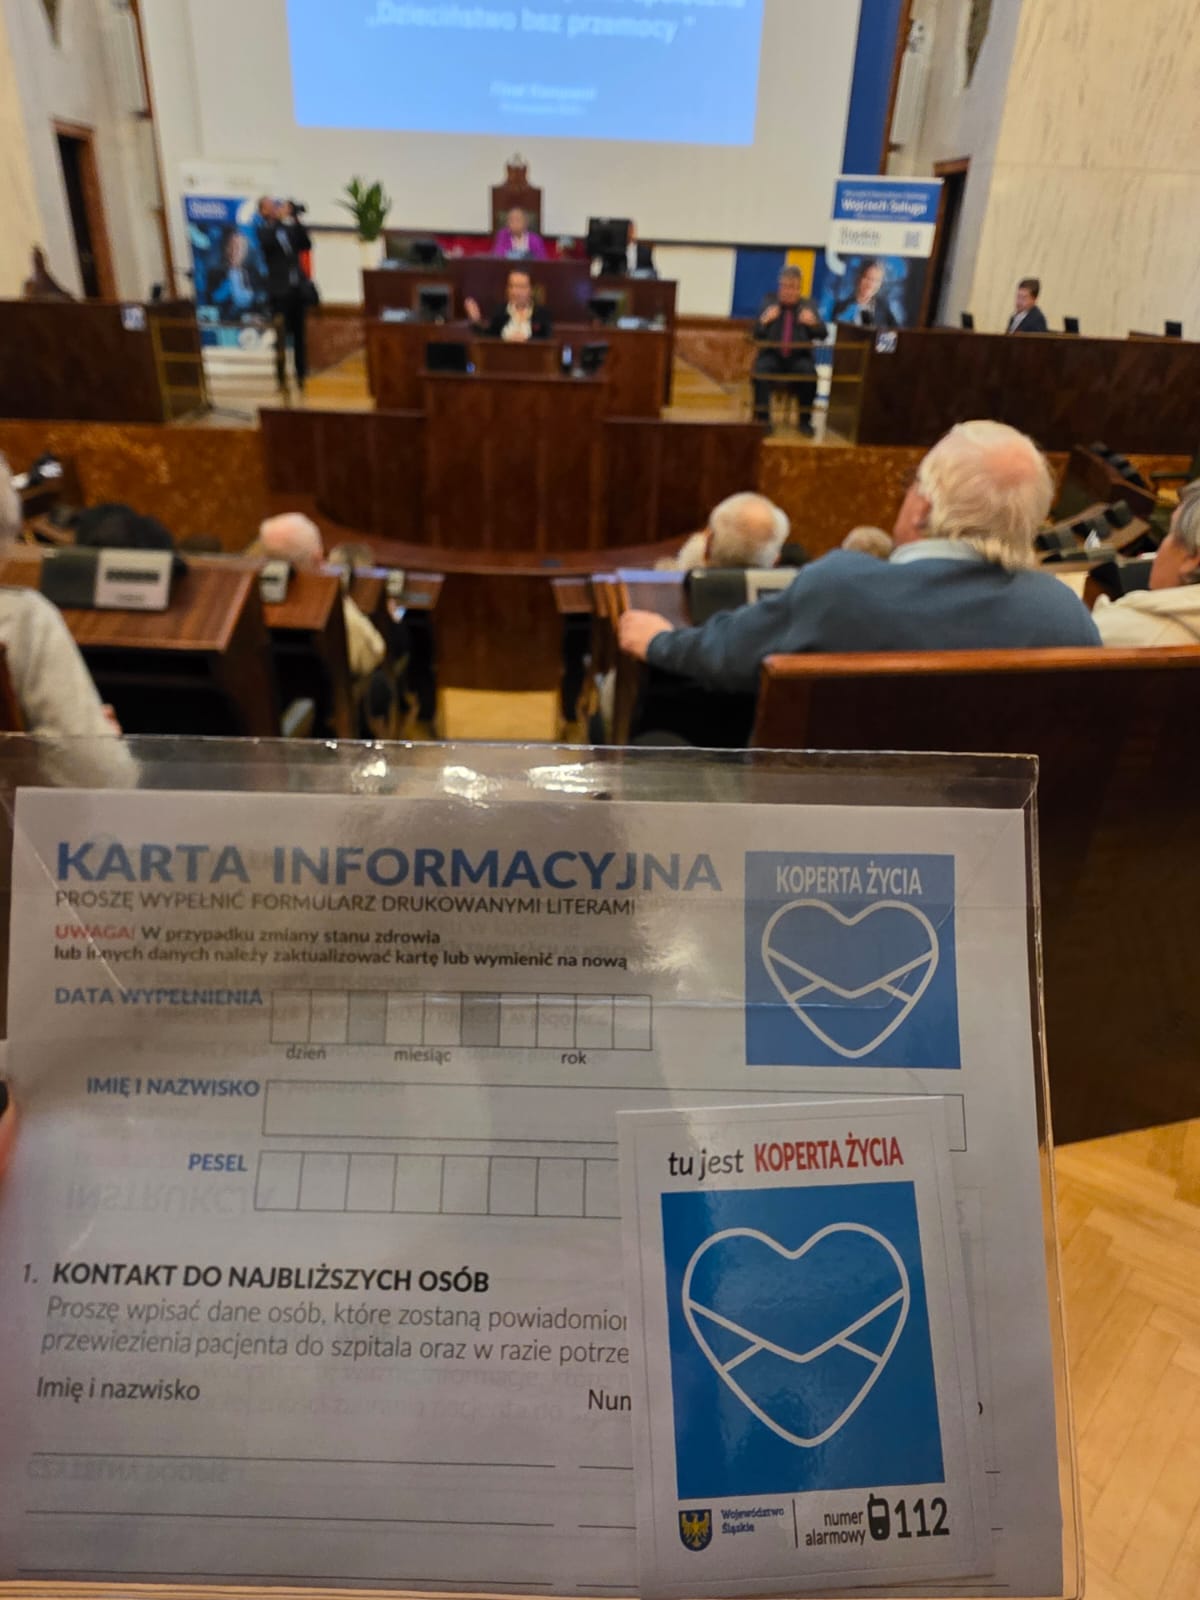 „Dzieciństwo bez przemocy”
Wojciech Saługa
KARTA INFORMACYJNA
PROSZĘ WYPEŁNIĆ FORMULARZ DRUKOWANYMI LITERAMI
UWAGA! W przypadku zmiany stanu zdrowia
lub innych danych należy zaktualizować kartę lub wymienić na nową
KOPERTA ŻYCIA
DATA WYPEŁNIENIA
dzień miesiąc rok
IMIĘ I NAZWISKO
PESEL
1. KONTAKT DO NAJBLIŻSZYCH OSÓB
Proszę wpisać dane osób, które zostaną powiadomion
przewiezienia pacjenta do szpitala oraz w razie potrze
Imię i nazwisko
Num
tu jest KOPERTA ŻYCIA
Województwo
Śląskie
numer
alarmowy 112